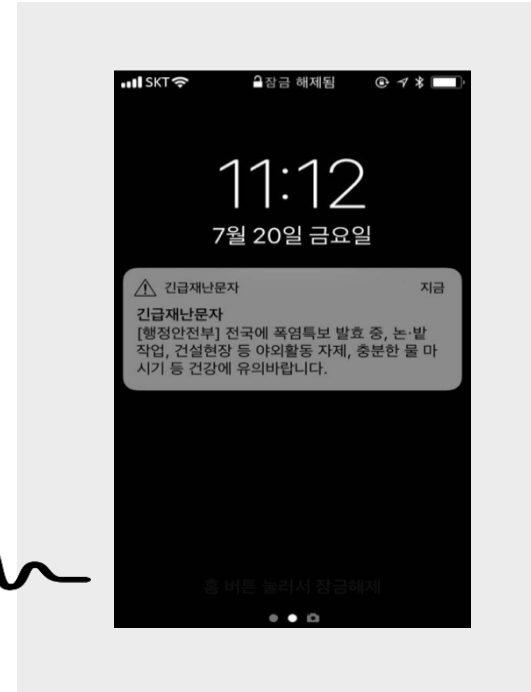 SKT 잠금 해제됨
11:12
7월 20일 금요일
긴급재난문자 지금
긴급재난문자
[행정안전부] 전국에 폭염특보 발효 중, 논·밭
작업, 건설현장 등 야외활동 자제, 충분한 물 마
시기 등 건강에 유의바랍니다.
홈 버튼 눌러서 잠금해제